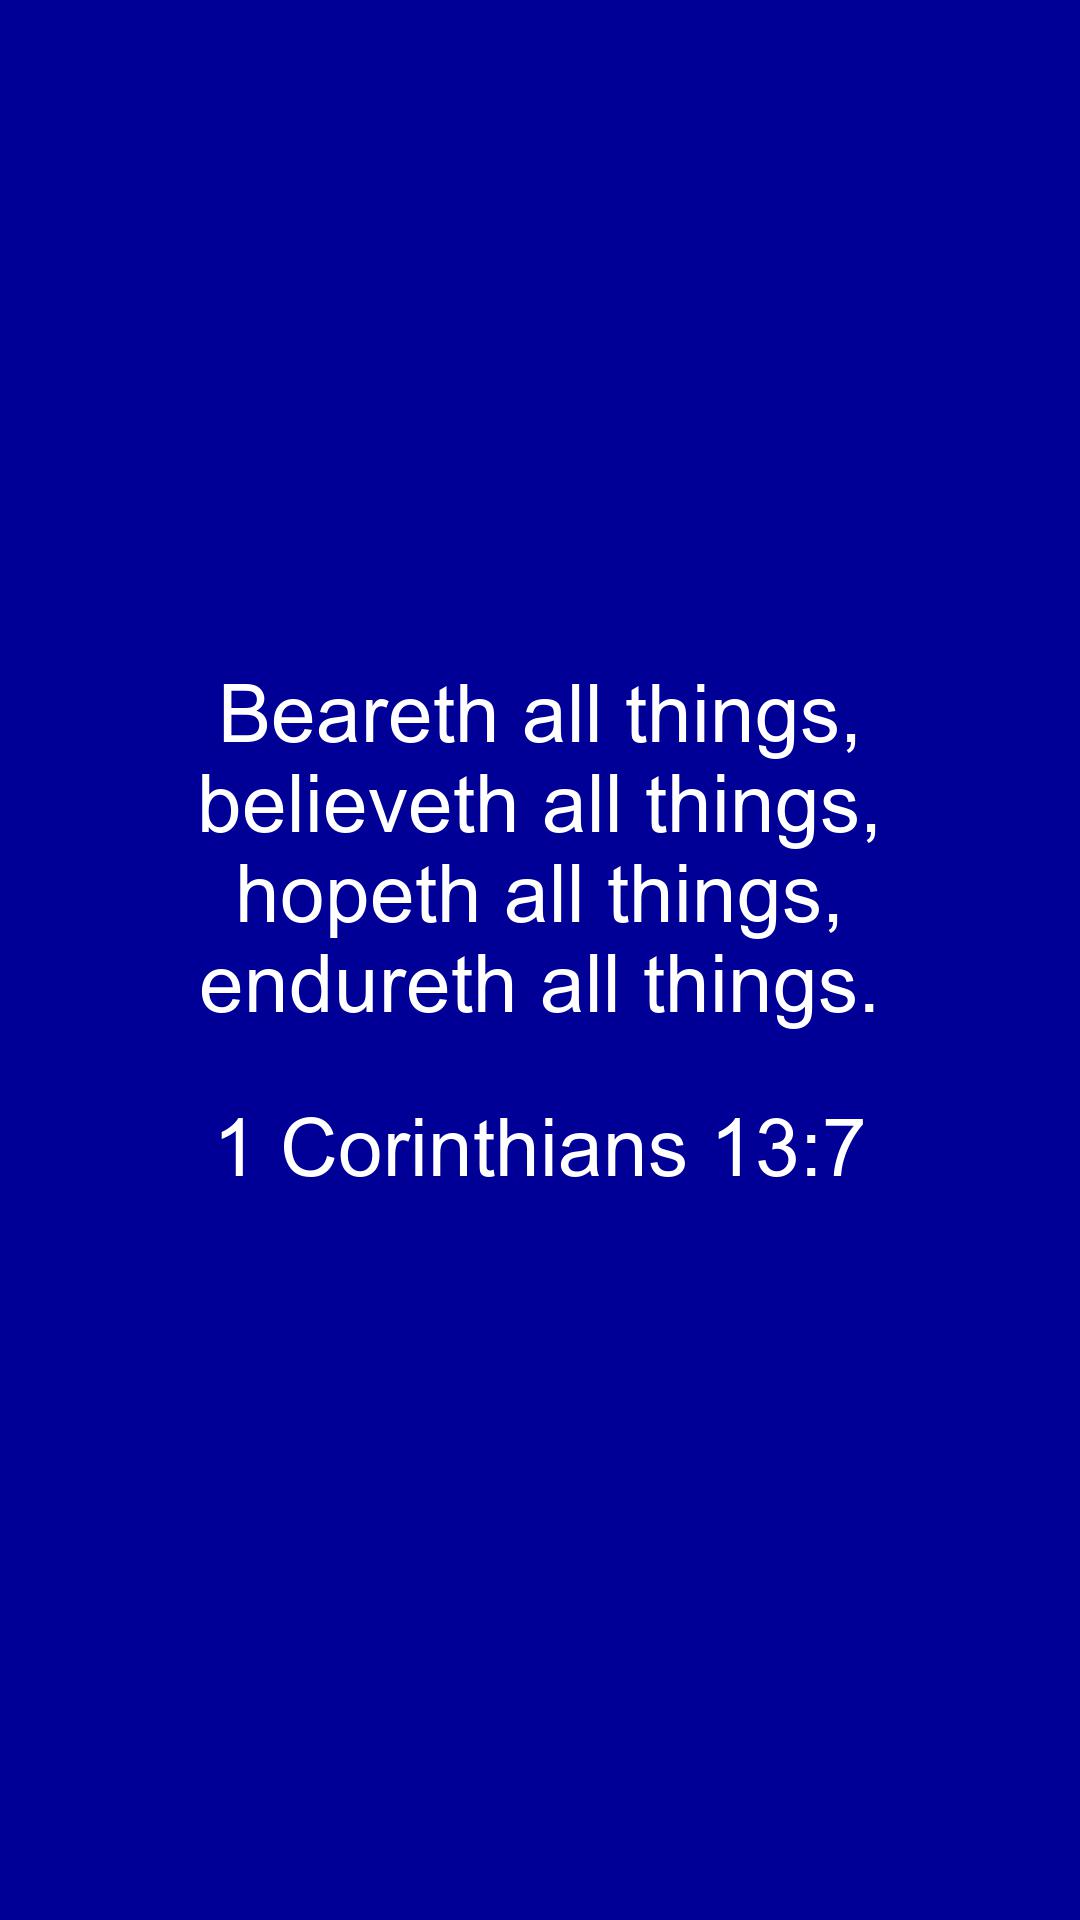 Beareth all things,
believeth all things,
hopeth all things,
endureth all things.
1 Corinthians 13:7